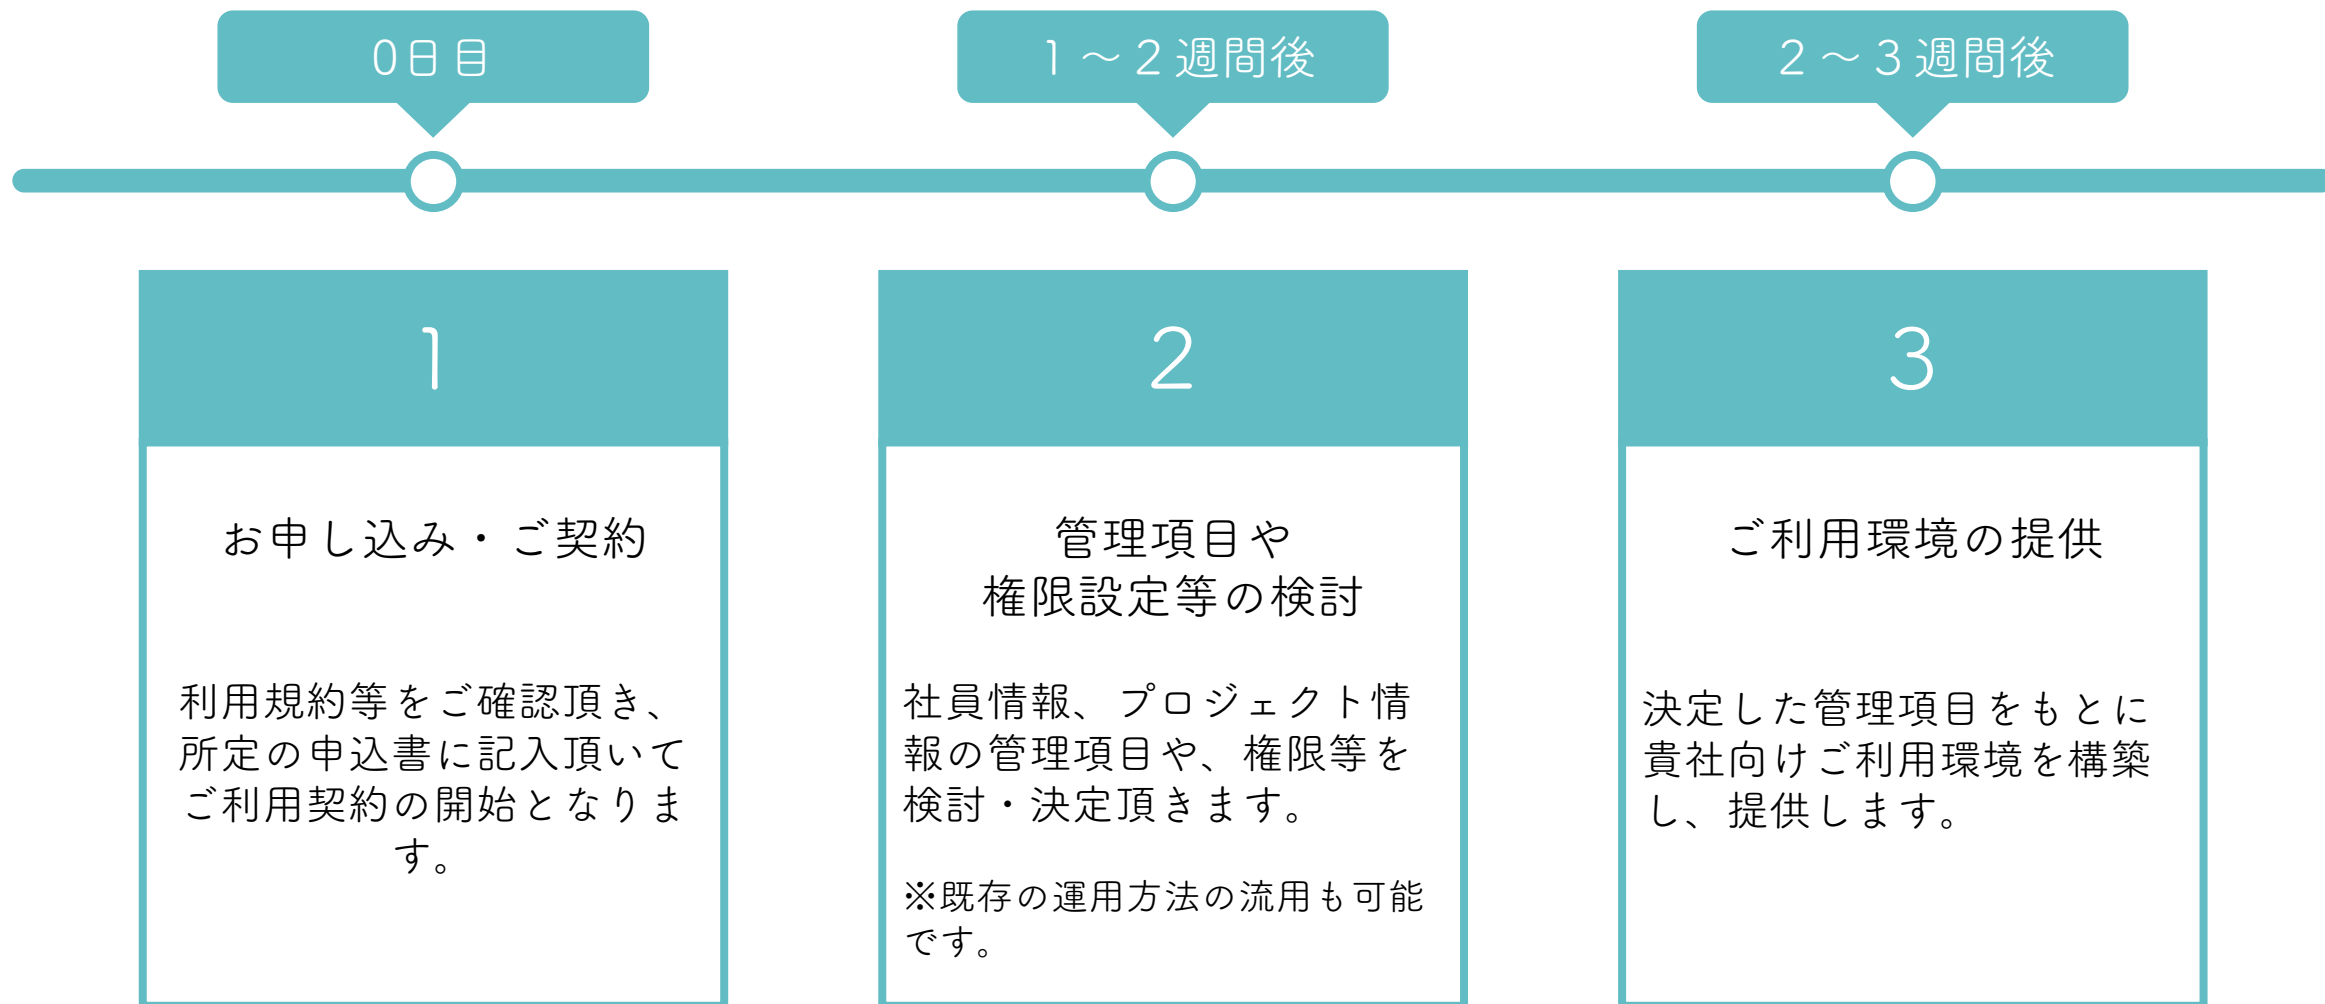 0日目
1～2週間後
2～3週間後
1
お申し込み・ご契約
利用規約等をご確認頂き、
所定の申込書に記入頂いて
ご利用契約の開始となりま
す。
2
管理項目や
権限設定等の検討
社員情報、プロジェクト情
報の管理項目や、権限等を
検討・決定頂きます。
※既存の運用方法の流用も可能
です。
3
ご利用環境の提供
決定した管理項目をもとに
貴社向けご利用環境を構築
し、提供します。